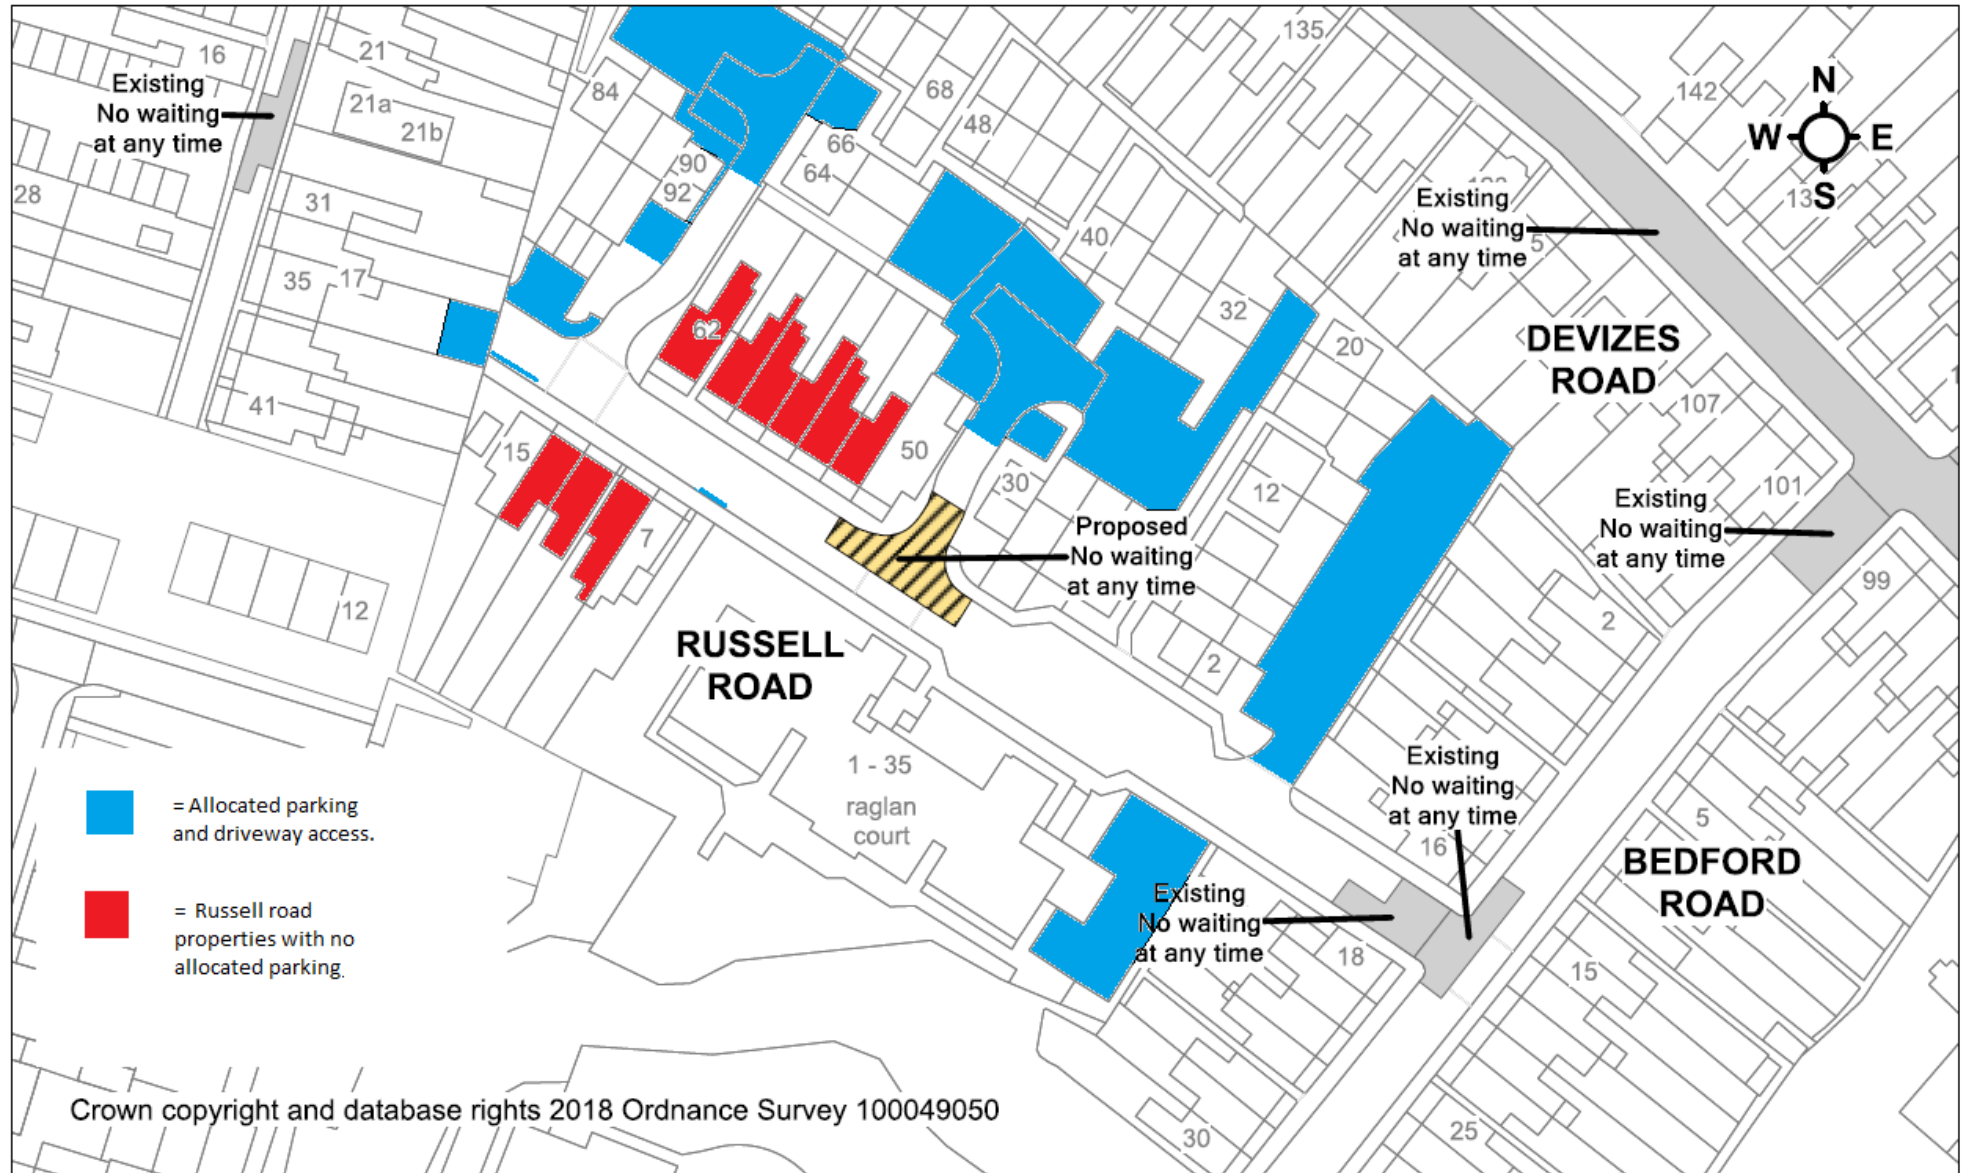 16
21
135
Existing
No waiting
at any time
84
68
142
N
21a
21b
48
W
E
66
90
64
92
28
31
13
S
Existing
No waiting
at any time
5
40
35
17
62
32
20
DEVIZES
ROAD
41
107
15
50
30
12
101
Existing
No waiting
at any time
7
Proposed
No waiting
at any time
99
12
2
RUSSELL
ROAD
2
1 - 35
raglan
court
Existing
No waiting
at any time
= Allocated parking
and driveway access.
5
16
BEDFORD
ROAD
Existing
No waiting
at any time
= Russell road
properties with no
allocated parking.
18
15
Crown copyright and database rights 2018 Ordnance Survey 100049050
30
25